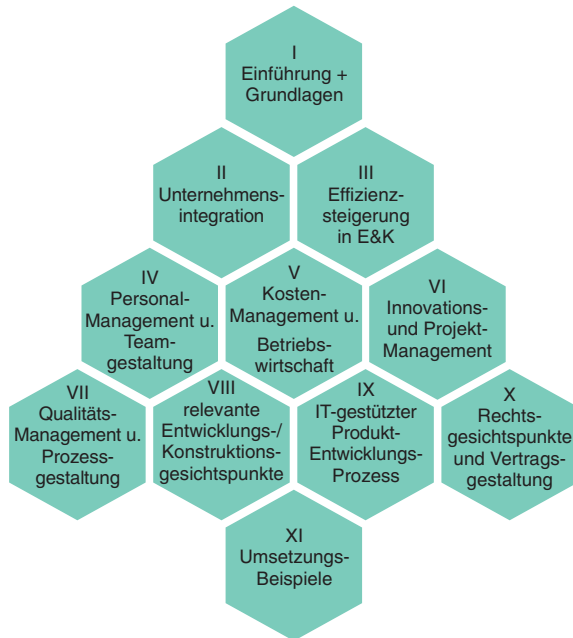 I
Einführung +
Grundlagen
II
Unternehmens-
integration
III
Effizienz-
steigerung
in E&K
IV
Personal-
Management u.
Team-
gestaltung
V
Kosten-
Management u.
Betriebs-
wirtschaft
VI
Innovations-
und Projekt-
Management
VII
Qualitäts-
Management u.
Prozess-
gestaltung
VIII
relevante
Entwicklungs-/
Konstruktions-
gesichtspunkte
IX
IT-gestützter
Produkt-
Entwicklungs-
Prozess
X
Rechts-
gesichtspunkte
und Vertrags-
gestaltung
XI
Umsetzungs-
Beispiele